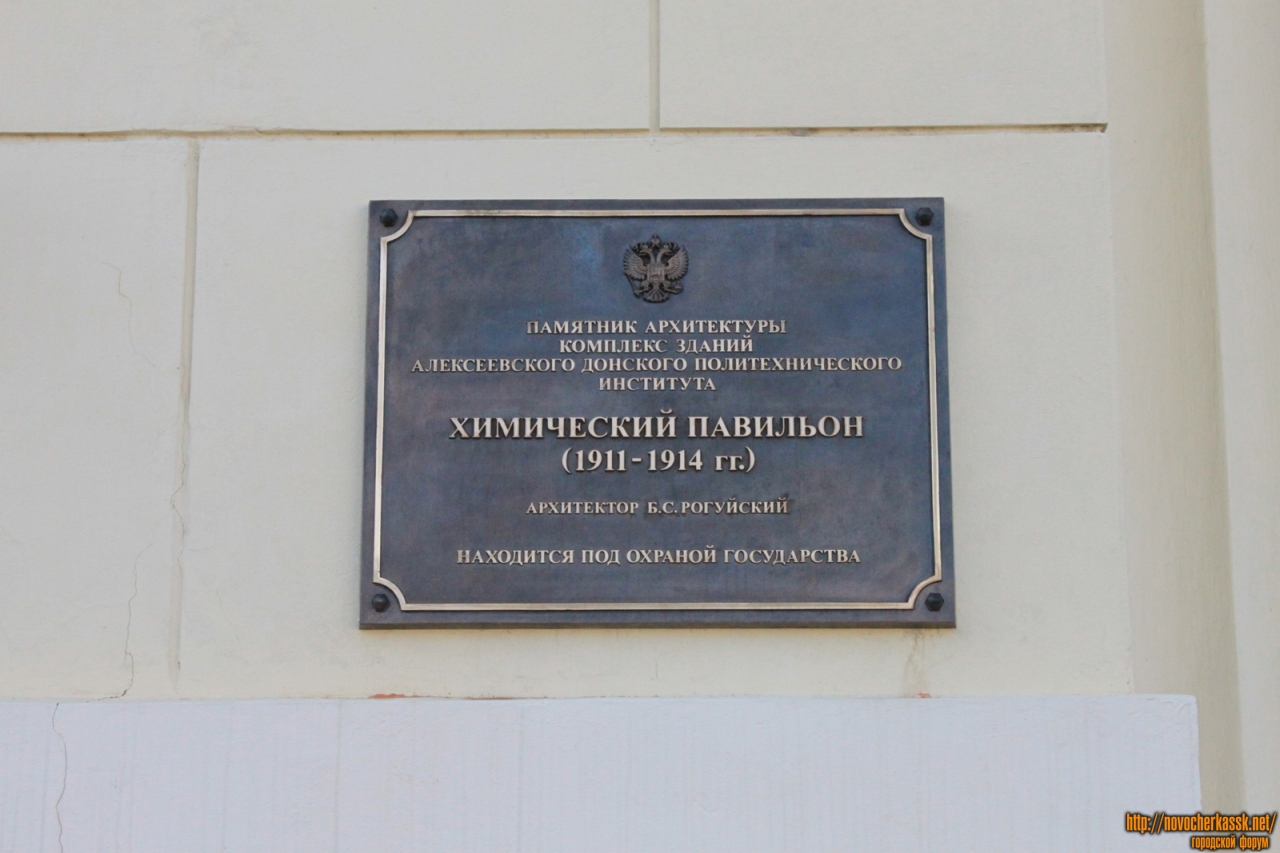 ПАМЯТНИК АРХИТЕКТУРЫ
КОМПЛЕКС ЗДАНИЙ
АЛЕКСЕЕВСКОГО ДОНСКОГО ПОЛИТЕХНИЧЕСКОГО
ИНСТИТУТА
ХИМИЧЕСКИЙ ПАВИЛЬОН
(1911-1914 гг.)
АРХИТЕКТОР Б.С.РОГУЙСКИЙ
НАХОДИТСЯ ПОД ОХРАНОЙ ГОСУДАРСТВА
http://novocherkassk.net/
городской форум